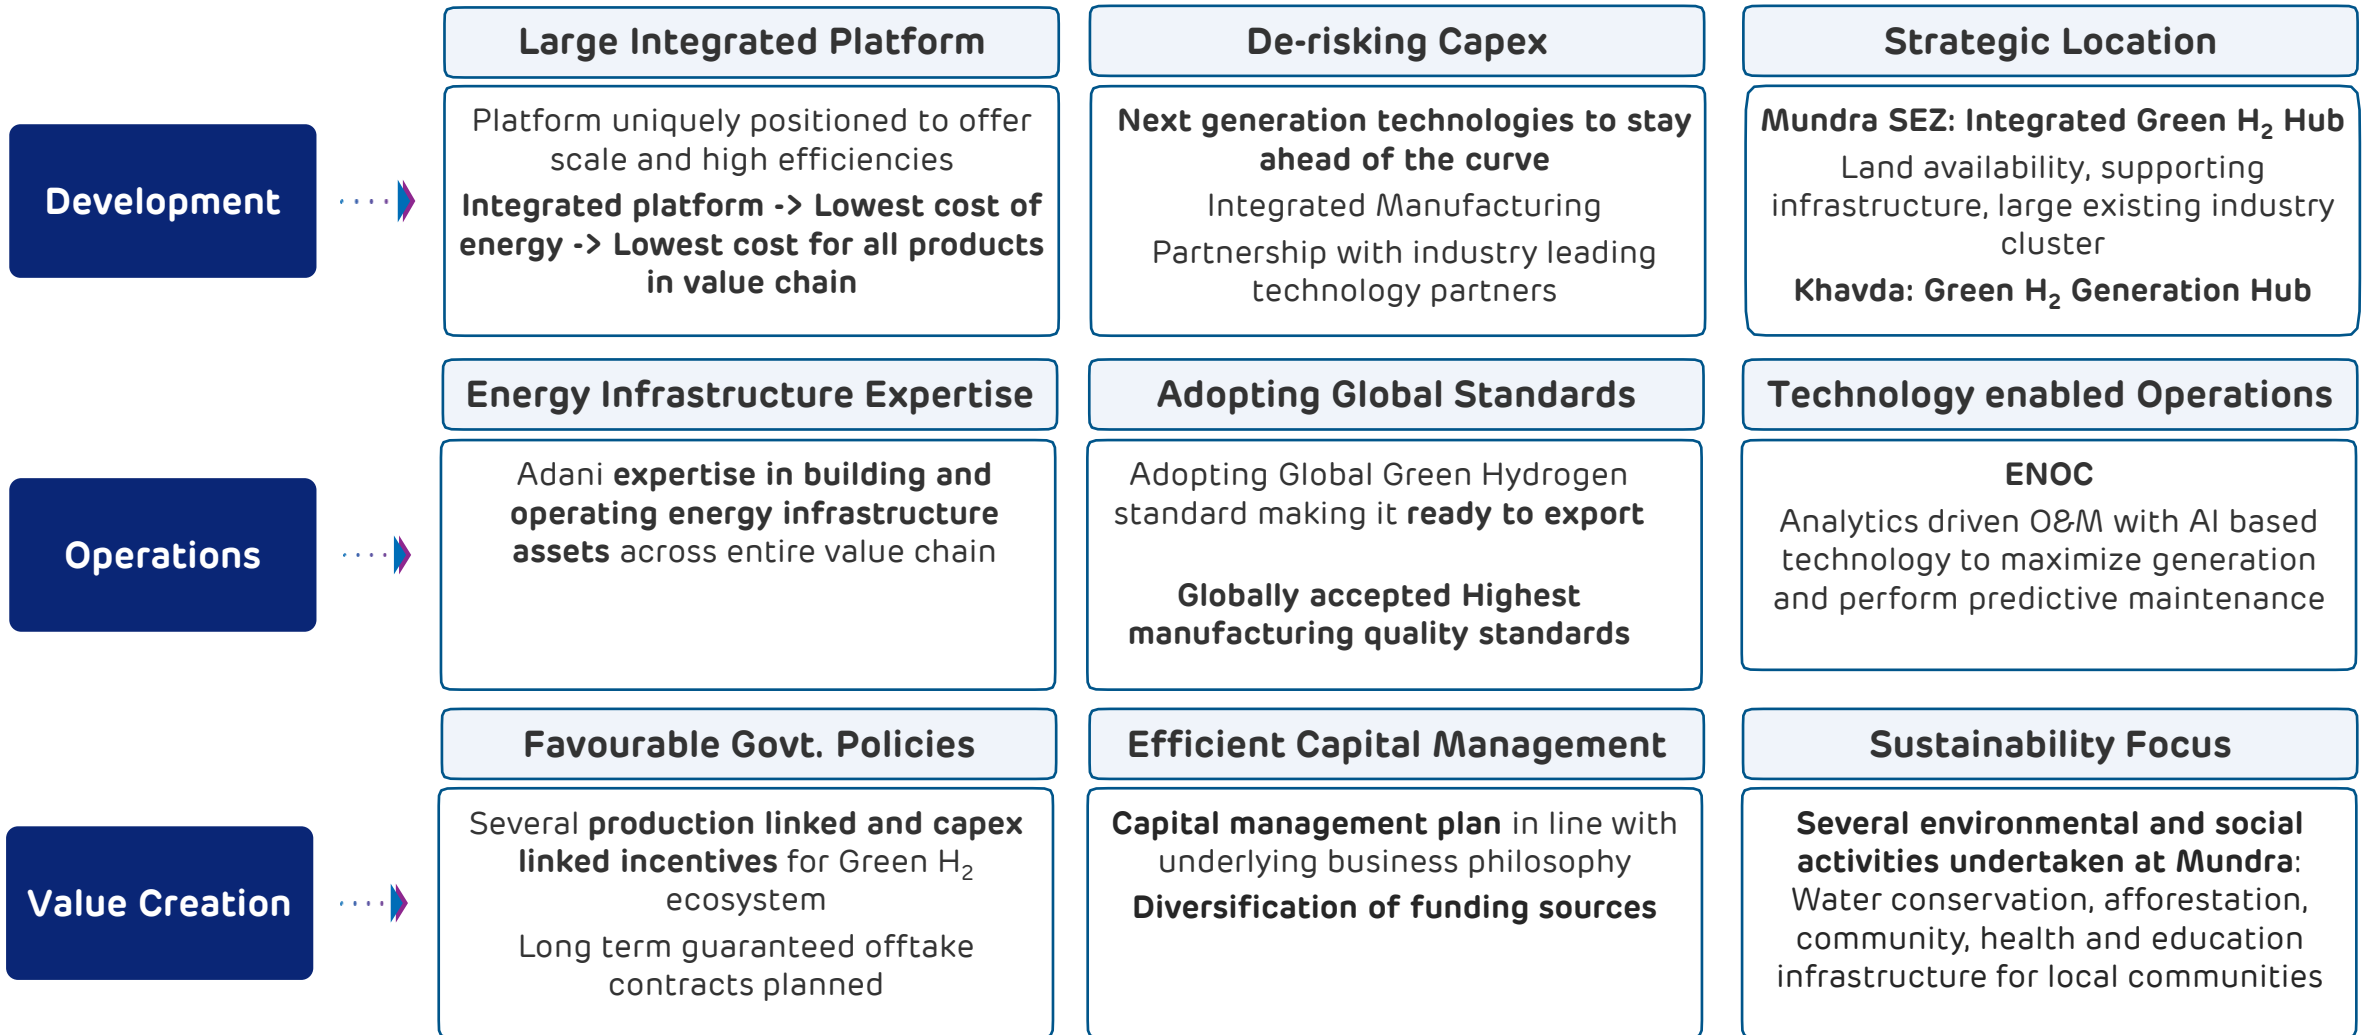 Large Integrated Platform
De-risking Capex
Strategic Location
Development
Platform uniquely positioned to offer
scale and high efficiencies
Integrated platform -> Lowest cost of
energy -> Lowest cost for all products
in value chain
Next generation technologies to stay
ahead of the curve
Integrated Manufacturing
Partnership with industry leading
technology partners
Mundra SEZ: Integrated Green H₂ Hub
Land availability, supporting
infrastructure, large existing industry
cluster
Khavda: Green H₂ Generation Hub
Energy Infrastructure Expertise
Adopting Global Standards
Technology enabled Operations
Operations
Adani expertise in building and
operating energy infrastructure
assets across entire value chain
Adopting Global Green Hydrogen
standard making it ready to export
Globally accepted Highest
manufacturing quality standards
ENOC
Analytics driven O&M with AI based
technology to maximize generation
and perform predictive maintenance
Favourable Govt. Policies
Efficient Capital Management
Sustainability Focus
Value Creation
Several production linked and capex
linked incentives for Green H₂
ecosystem
Long term guaranteed offtake
contracts planned
Capital management plan in line with
underlying business philosophy
Diversification of funding sources
Several environmental and social
activities undertaken at Mundra:
Water conservation, afforestation,
community, health and education
infrastructure for local communities